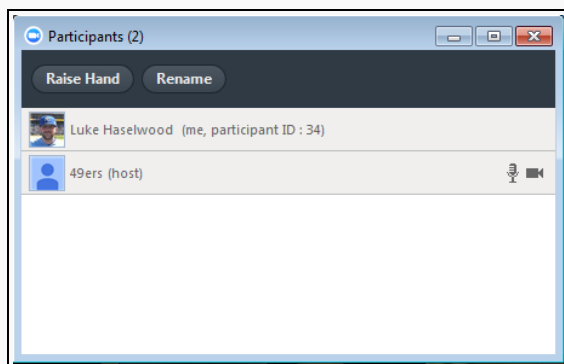 Participants (2)
Raise Hand Rename
Luke Haselwood (me, participant ID : 34)
49ers (host)